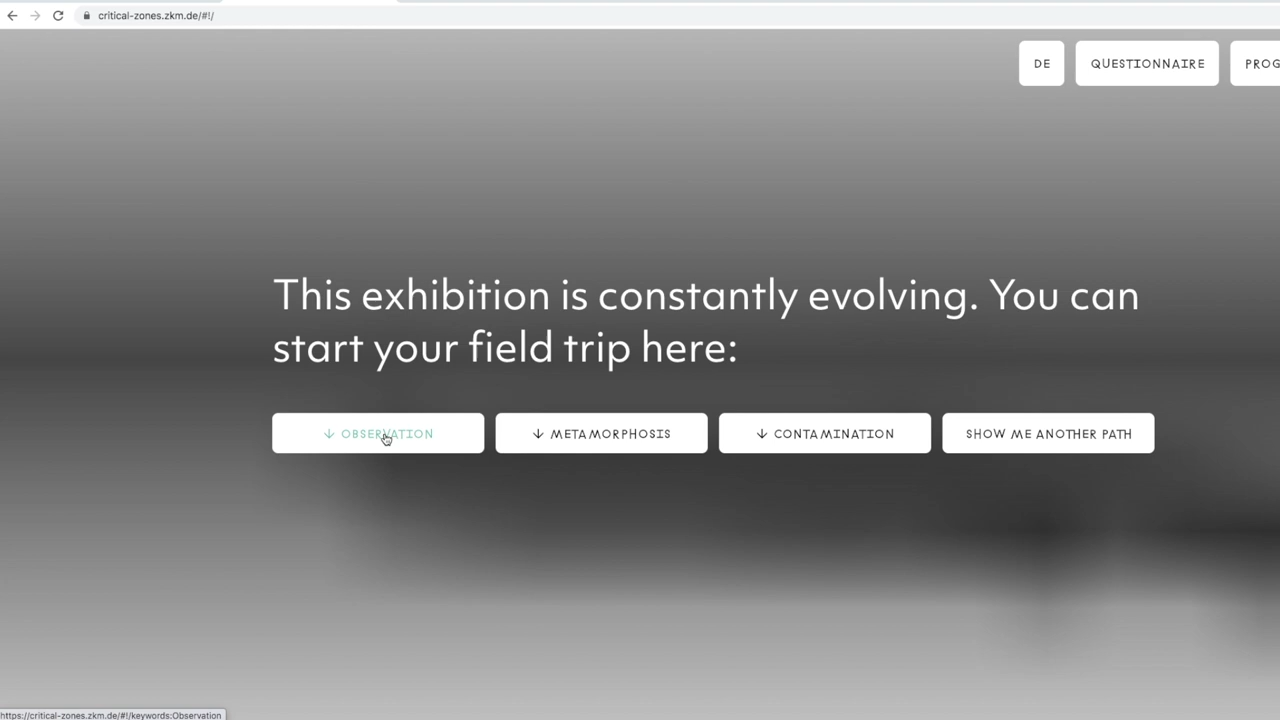 critical-zones.zkm.de/#!/
DE QUESTIONNAIRE PROG
This exhibition is constantly evolving. You can
start your field trip here:
↓ OBSERVATION ↓ METAMORPHOSIS ↓ CONTAMINATION SHOW ME ANOTHER PATH
https://critical-zones.zkm.de/#!/keywords:Observation